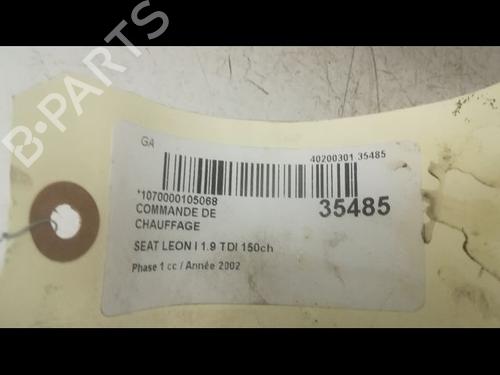 B-PARTS
GA
40200301 35485
*1070000105068
35485
COMMANDE DE
CHAUFFAGE
SEAT LEON I 1.9 TDI 150ch
Phase 1 cc / Année 2002